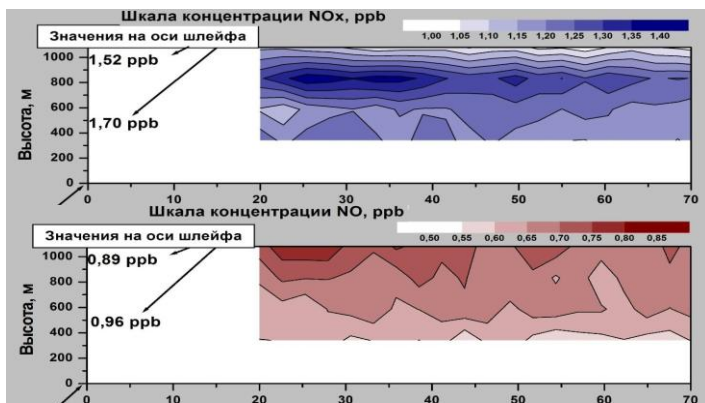 Шкала концентрации NOx, ppb
1,00 1,05 1,10 1,15 1,20 1,25 1,30 1,35 1,40
Значения на оси шлейфа
1000
1,52 ppb
800
600
1,70 ppb
400
200
0
Высота, м
0 10 20 30 40 50 60 70
Шкала концентрации NO, ppb
0,50 0,55 0,60 0,65 0,70 0,75 0,80 0,85
Значения на оси шлейфа
1000
0,89 ppb
800
600
0,96 ppb
400
200
0
Высота, м
0 10 20 30 40 50 60 70